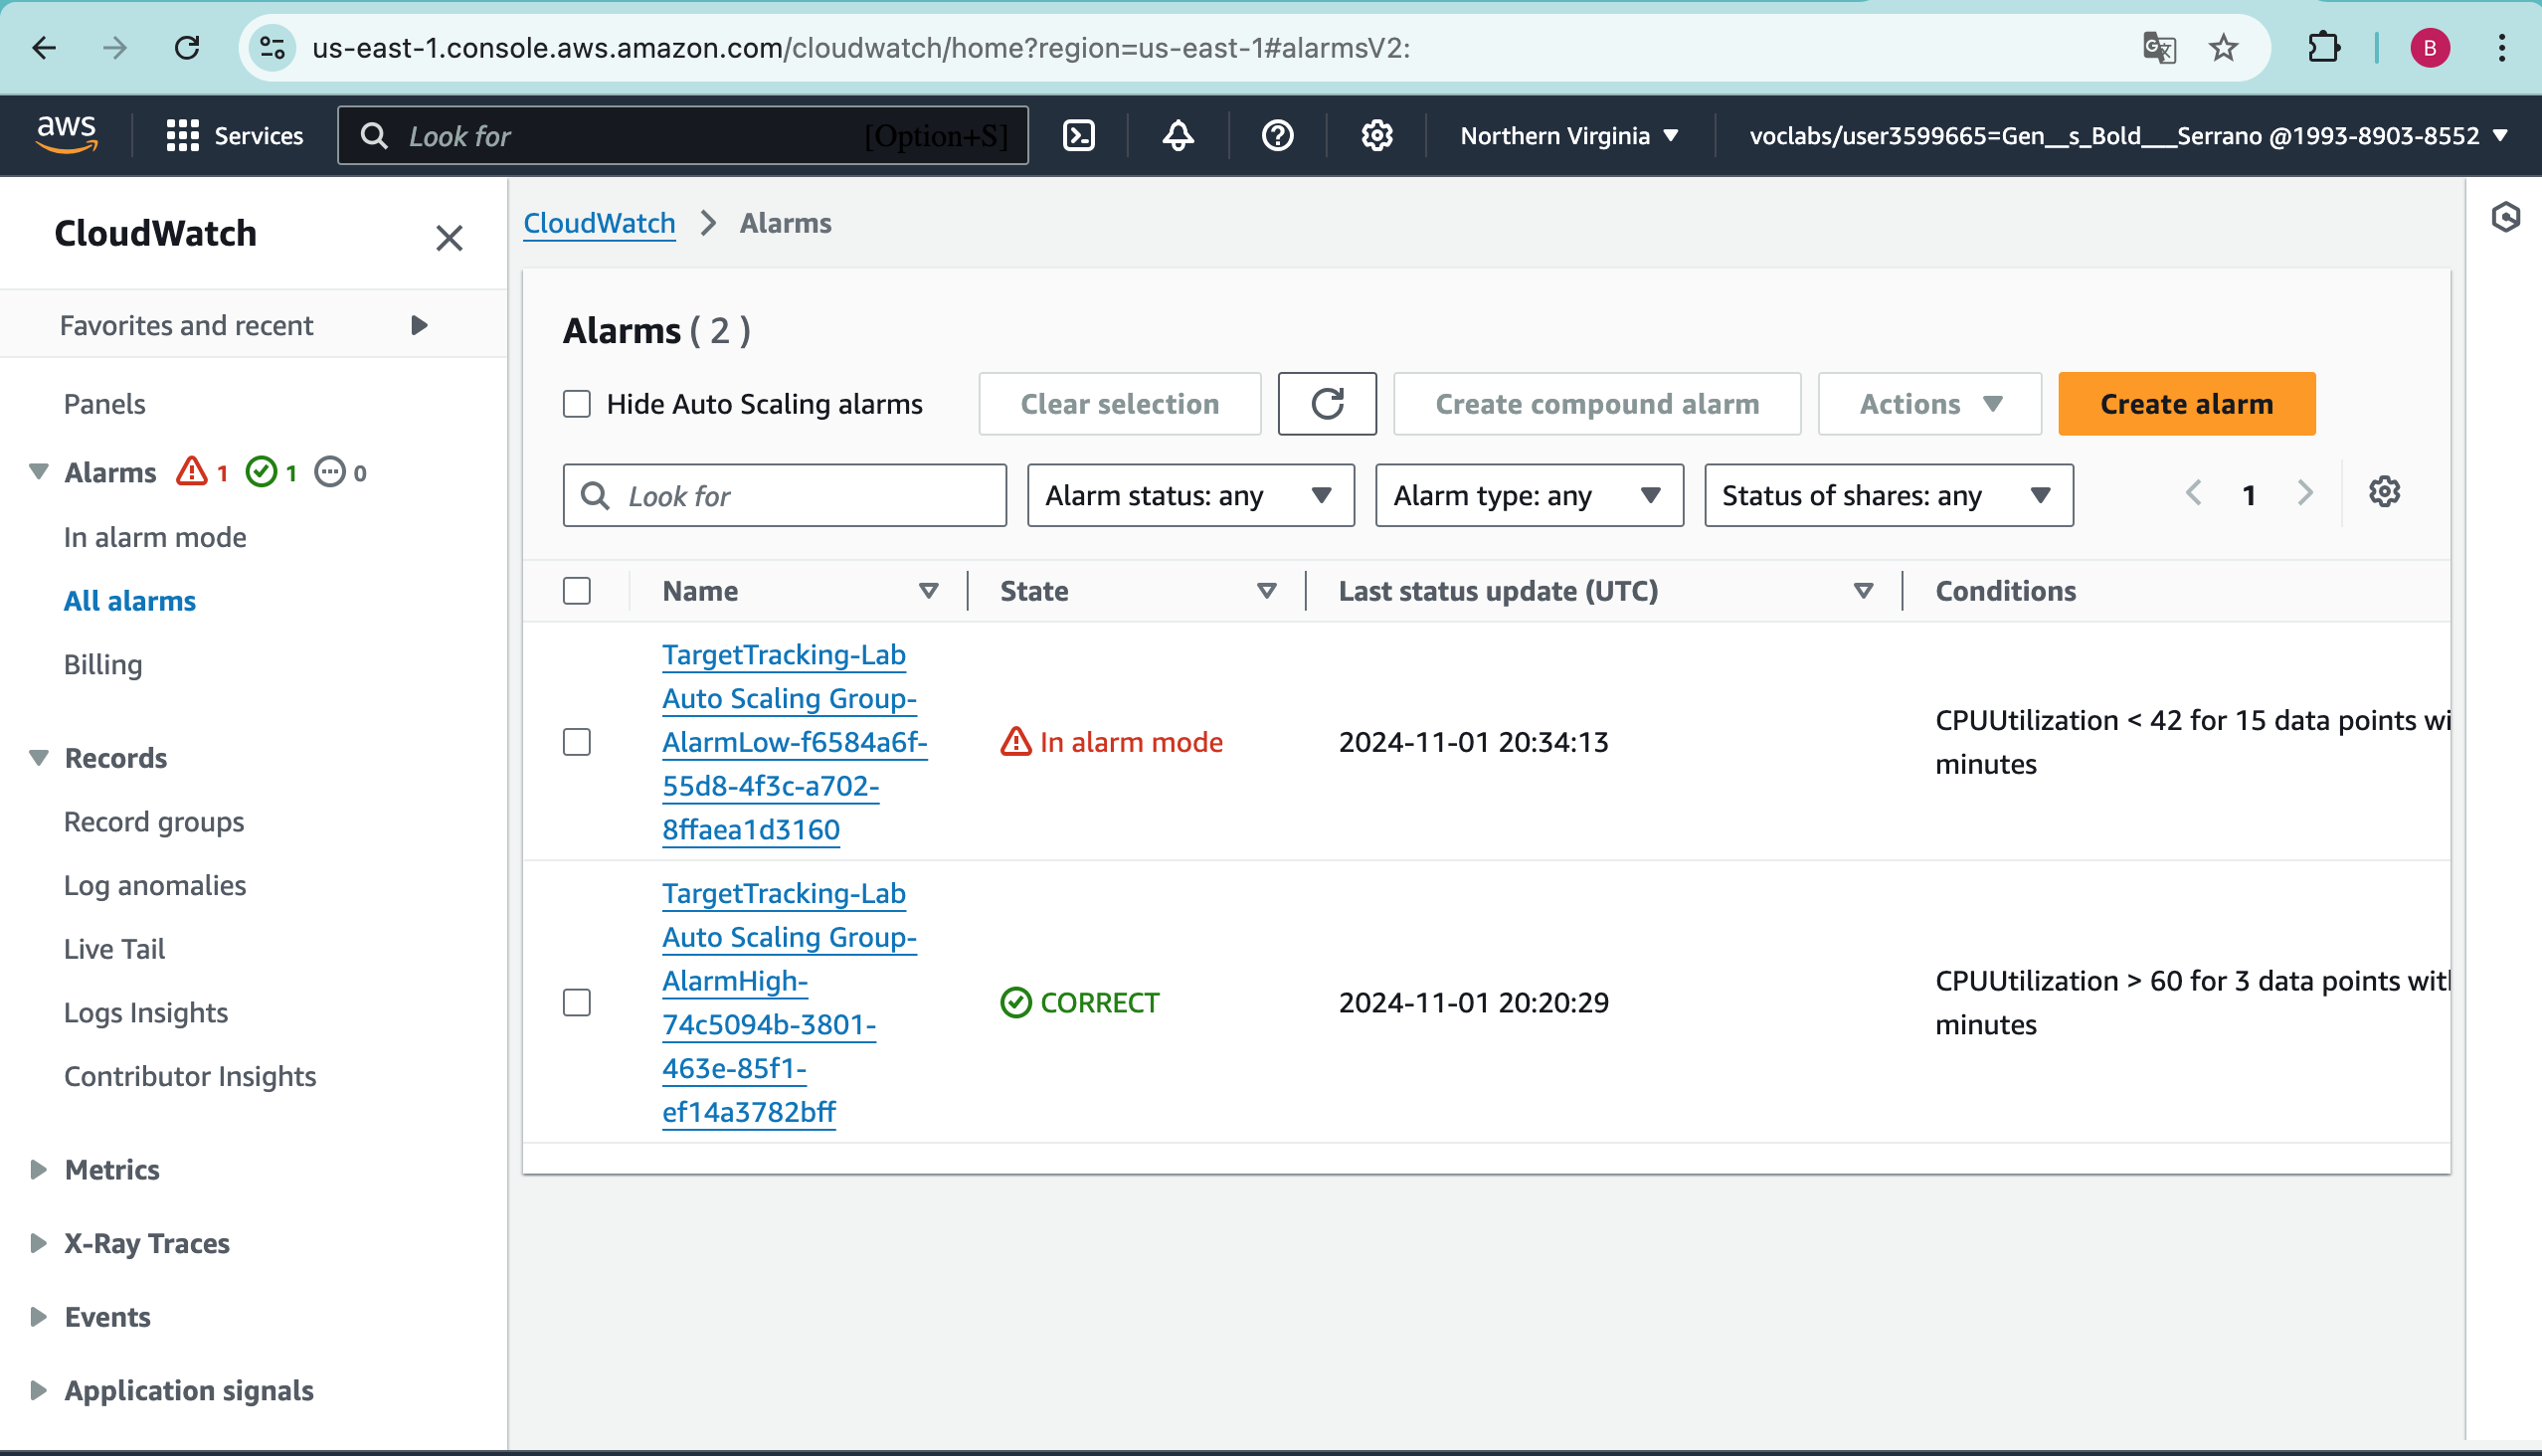 us-east-1.console.aws.amazon.com/cloudwatch/home?region=us-east-1#alarmsV2:
B
aws
Services
Look for
[Option+S]
Northern Virginia
voclabs/user3599665=Gen__s_Bold___Serrano @1993-8903-8552
CloudWatch
Favorites and recent
Panels
Alarms 1 1 0
In alarm mode
All alarms
Billing
Records
Record groups
Log anomalies
Live Tail
Logs Insights
Contributor Insights
Metrics
X-Ray Traces
Events
Application signals
CloudWatch > Alarms
Alarms ( 2 )
Hide Auto Scaling alarms
Clear selection
Create compound alarm
Actions
Create alarm
Look for
Alarm status: any
Alarm type: any
Status of shares: any
1
Name
State
Last status update (UTC)
Conditions
TargetTracking-Lab
Auto Scaling Group-
AlarmLow-f6584a6f-
55d8-4f3c-a702-
8ffaea1d3160
In alarm mode
2024-11-01 20:34:13
CPUUtilization < 42 for 15 data points wi
minutes
TargetTracking-Lab
Auto Scaling Group-
AlarmHigh-
74c5094b-3801-
463e-85f1-
ef14a3782bff
CORRECT
2024-11-01 20:20:29
CPUUtilization > 60 for 3 data points wit
minutes